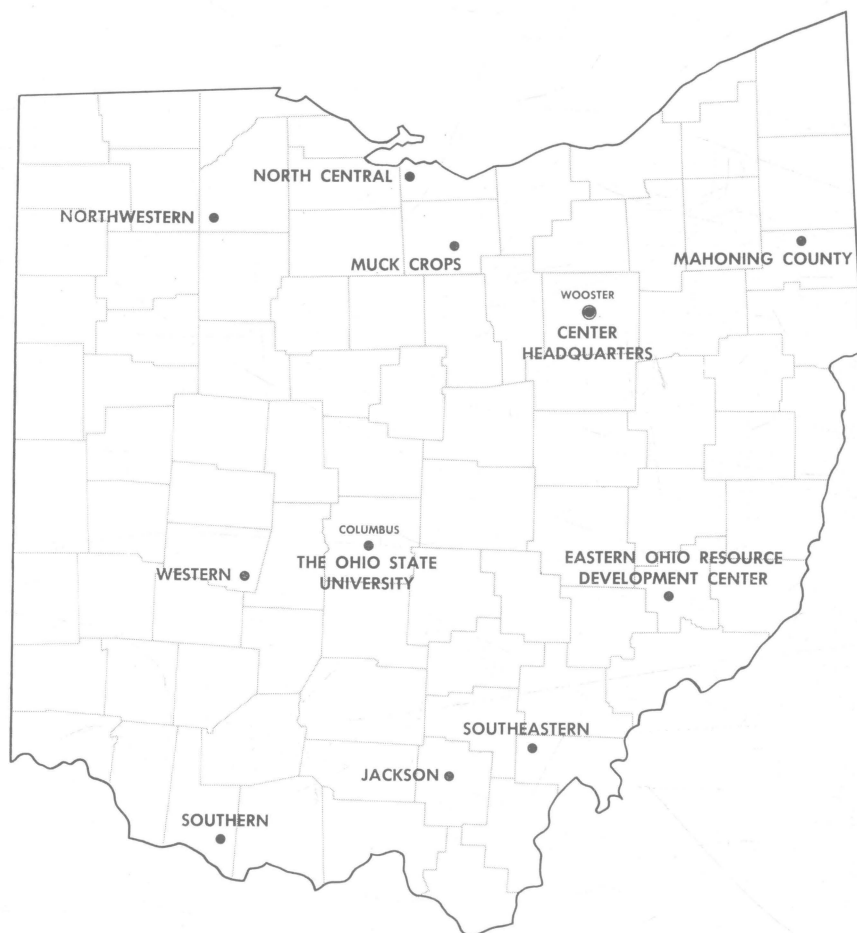 NORTH CENTRAL
NORTHWESTERN
MUCK CROPS
MAHONING COUNTY
WOOSTER
CENTER
HEADQUARTERS
COLUMBUS
THE OHIO STATE
UNIVERSITY
WESTERN
EASTERN OHIO RESOURCE
DEVELOPMENT CENTER
SOUTHEASTERN
JACKSON
SOUTHERN